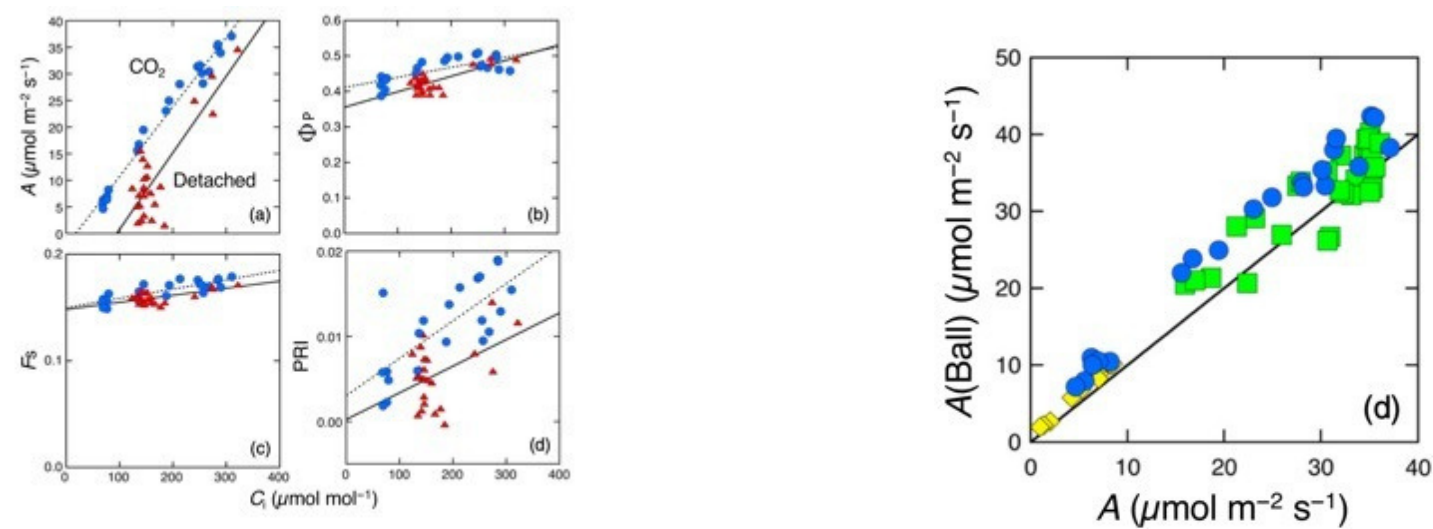 40
35
30
25
20
15
10
5
0
A (μmol m⁻² s⁻¹)
CO₂
Detached
(a)
0.6
0.5
0.4
0.3
0.2
0.1
0.0
ΦP
(b)
0.2
0.1
0.0
Fs
(c)
0 100 200 300 400
0.02
0.01
0.00
PRI
(d)
0 100 200 300 400
Cᵢ (μmol mol⁻¹)
50
40
30
20
10
0
A(Ball) (μmol m⁻² s⁻¹)
(d)
0 10 20 30 40
A (μmol m⁻² s⁻¹)